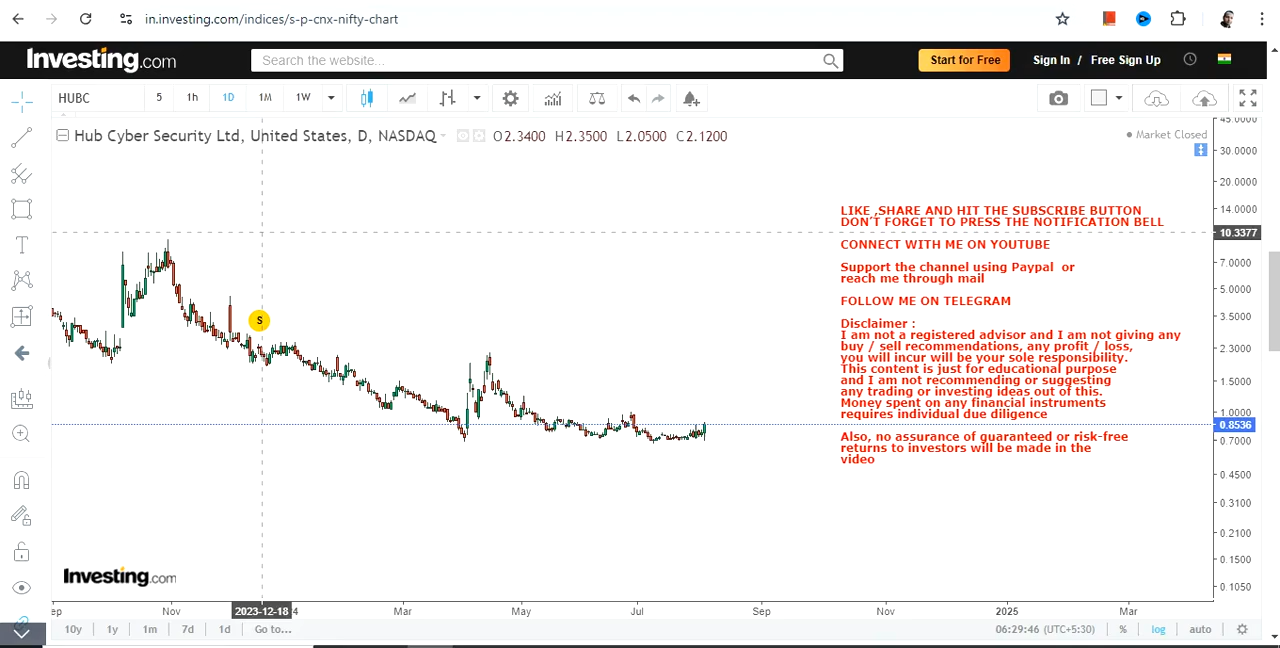 in.investing.com/indices/s-p-cnx-nifty-chart
Investing.com
Search the website...
Start for Free
Sign In / Free Sign Up
HUBC 5 1h 1D 1M 1W
Hub Cyber Security Ltd, United States, D, NASDAQ O2.3400 H2.3500 L2.0500 C2.1200
Market Closed
45.0000
30.0000
20.0000
14.0000
10.3377
7.0000
5.0000
3.5000
2.3000
1.5000
1.0000
0.8536
0.7000
0.4500
0.3100
0.2100
0.1500
0.1050
S
LIKE ,SHARE AND HIT THE SUBSCRIBE BUTTON
DON'T FORGET TO PRESS THE NOTIFICATION BELL
CONNECT WITH ME ON YOUTUBE
Support the channel using Paypal or
reach me through mail
FOLLOW ME ON TELEGRAM
Disclaimer :
I am not a registered advisor and I am not giving any
buy / sell recommendations, any profit / loss,
you will incur will be your sole responsibility.
This content is just for educational purpose
and I am not recommending or suggesting
any trading or investing ideas out of this.
Money spent on any financial instruments
requires individual due diligence
Also, no assurance of guaranteed or risk-free
returns to investors will be made in the
video
Investing.com
ep Nov 2023-12-18 4 Mar May Jul Sep Nov 2025 Mar
10y 1y 1m 7d 1d Go to... 06:29:46 (UTC+5:30) % log auto